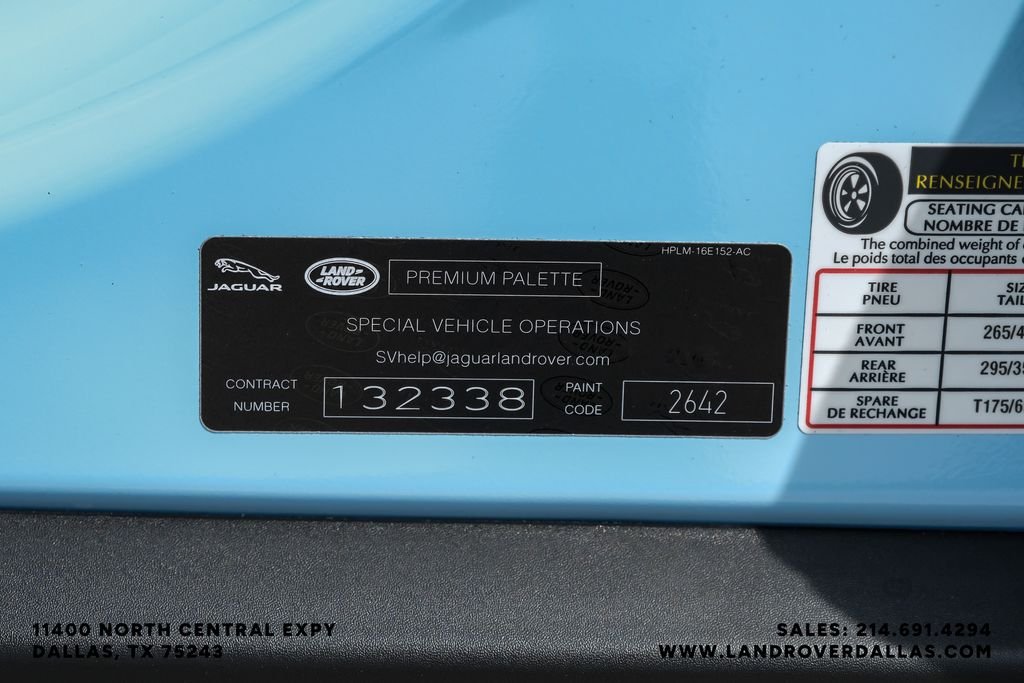 JAGUAR
LAND-
-ROVER
PREMIUM PALETTE
HPLM-16E152-AC
SPECIAL VEHICLE OPERATIONS
SVhelp@jaguarlandrover.com
CONTRACT
NUMBER
132338
PAINT
CODE
2642
RENSEIGNE
SEATING CA
NOMBRE DE
The combined weight of
Le poids total des occupants
TIRE
PNEU
SIZ
TAIL
FRONT
AVANT
265/4
REAR
ARRIÈRE
295/35
SPARE
DE RECHANGE
T175/6
11400 NORTH CENTRAL EXPY
DALLAS, TX 75243
SALES: 214.691.4294
WWW.LANDROVERDALLAS.COM